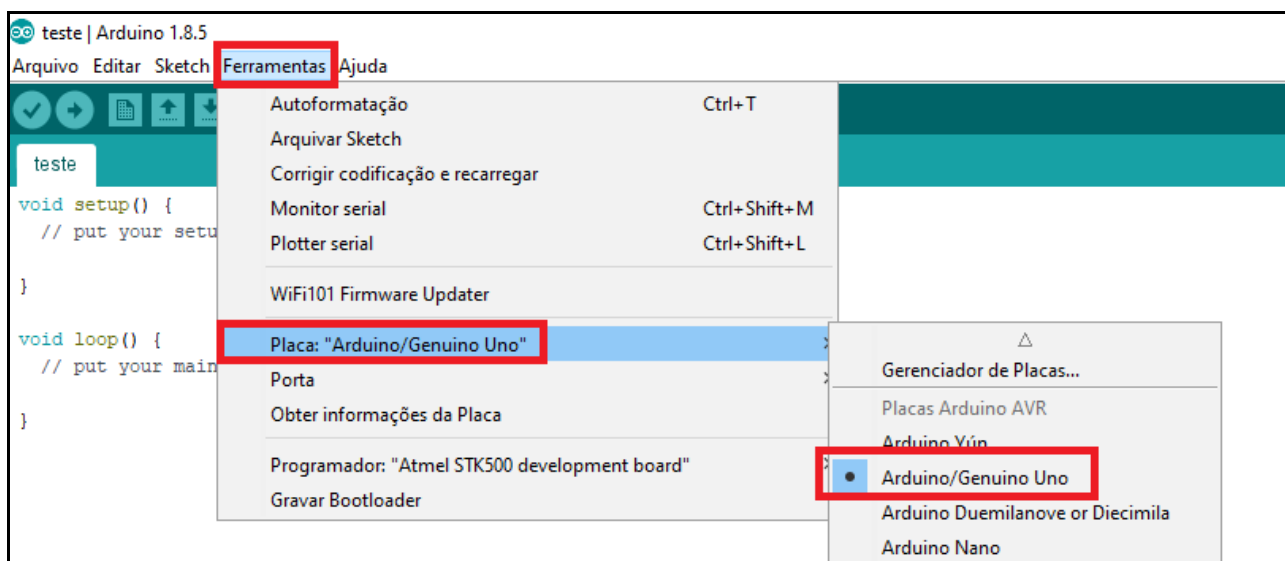 teste | Arduino 1.8.5
Arquivo Editar Sketch Ferramentas Ajuda
teste
void setup() {
// put your setu
}
void loop() {
// put your main
}
Autoformatação Ctrl+T
Arquivar Sketch
Corrigir codificação e recarregar
Monitor serial Ctrl+Shift+M
Plotter serial Ctrl+Shift+L
WiFi101 Firmware Updater
Placa: "Arduino/Genuino Uno"
Porta
Obter informações da Placa
Programador: "Atmel STK500 development board"
Gravar Bootloader
Gerenciador de Placas...
Placas Arduino AVR
Arduino Yún
Arduino/Genuino Uno
Arduino Duemilanove or Diecimila
Arduino Nano